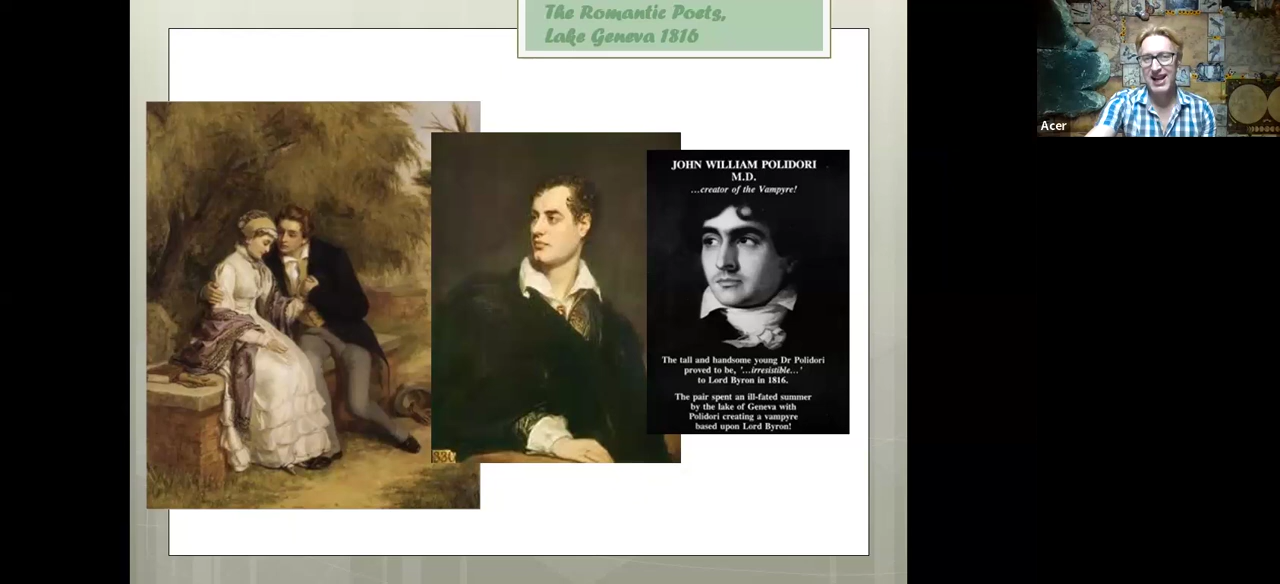 The Romantic Poets,
Lake Geneva 1816
JOHN WILLIAM POLIDORI
M.D.
...creator of the Vampyre!
The tall and handsome young Dr Polidori
proved to be, '...irresistible...'
to Lord Byron in 1816.
The pair spent an ill-fated summer
by the lake of Geneva with
Polidori creating a vampyre
based upon Lord Byron!
330
Acer